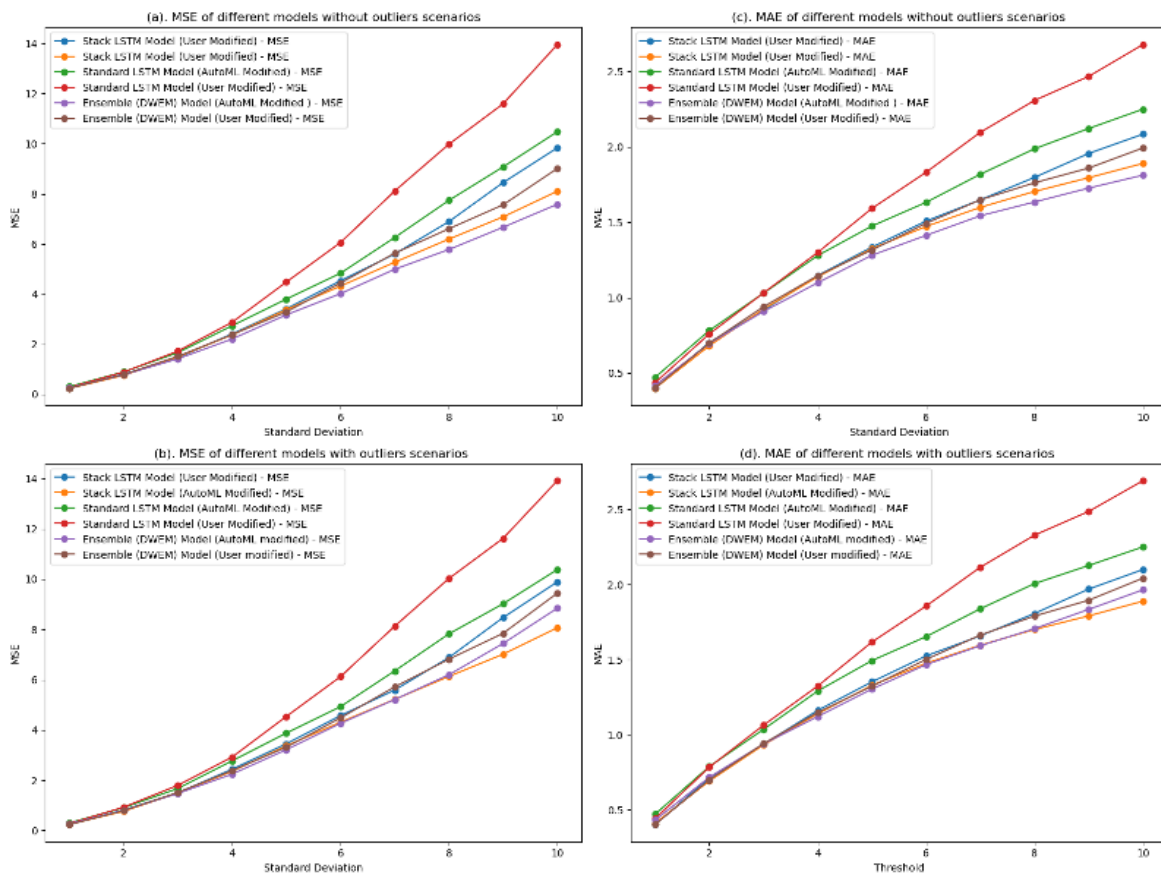 (a). MSE of different models without outliers scenarios
Stack LSTM Model (User Modified) - MSE
Stack LSTM Model (User Modified) - MSE
Standard LSTM Model (AutoML Modified) - MSE
Standard LSTM Model (User Modified) - MSE
Ensemble (DWEM) Model (AutoML Modified ) - MSE
Ensemble (DWEM) Model (User Modified) - MSE
14
12
10
8
6
4
2
0
MSE
2 4 6 8 10
Standard Deviation
(c). MAE of different models without outliers scenarios
Stack LSTM Model (User Modified) - MAE
Stack LSTM Model (User Modified) - MAE
Standard LSTM Model (AutoML Modified) - MAE
Standard LSTM Model (User Modified) - MAE
Ensemble (DWEM) Model (AutoML Modified ) - MAE
Ensemble (DWEM) Model (User Modified) - MAE
2.5
2.0
1.5
1.0
0.5
MAE
2 4 6 8 10
Standard Deviation
(b). MSE of different models with outliers scenarios
Stack LSTM Model (User Modified) - MSE
Stack LSTM Model (AutoML Modified) - MSE
Standard LSTM Model (AutoML Modified) - MSE
Standard LSTM Model (User Modified) - MSE
Ensemble (DWEM) Model (AutoML modified) - MSE
Ensemble (DWEM) Model (User modified) - MSE
14
12
10
8
6
4
2
0
MSE
2 4 6 8 10
Standard Deviation
(d). MAE of different models with outliers scenarios
Stack LSTM Model (User Modified) - MAE
Stack LSTM Model (AutoML Modified) - MAE
Standard LSTM Model (AutoML Modified) - MAE
Standard LSTM Model (User Modified) - MAE
Ensemble (DWEM) Model (AutoML modified) - MAE
Ensemble (DWEM) Model (User modified) - MAE
2.5
2.0
1.5
1.0
0.5
MAE
2 4 6 8 10
Threshold